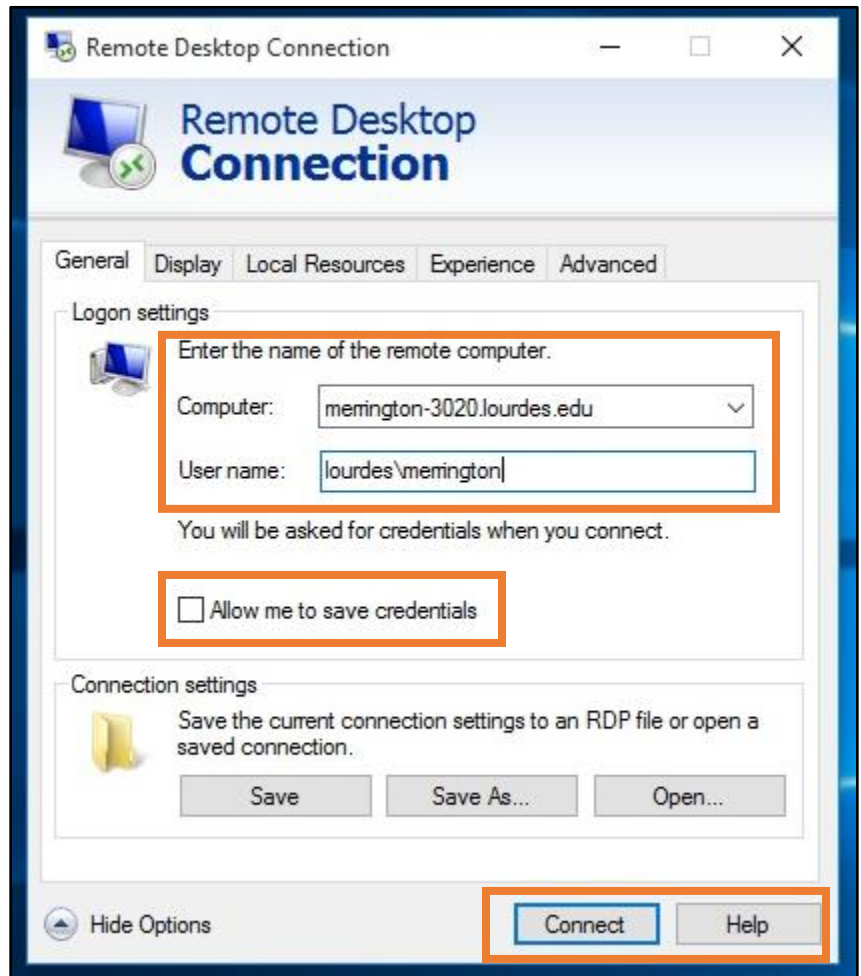 Remote Desktop Connection
Remote Desktop
Connection
General Display Local Resources Experience Advanced
Logon settings
Enter the name of the remote computer.
Computer: merrington-3020.lourdes.edu
User name: lourdes\merrington
You will be asked for credentials when you connect.
Allow me to save credentials
Connection settings
Save the current connection settings to an RDP file or open a
saved connection.
Save Save As... Open...
Hide Options Connect Help